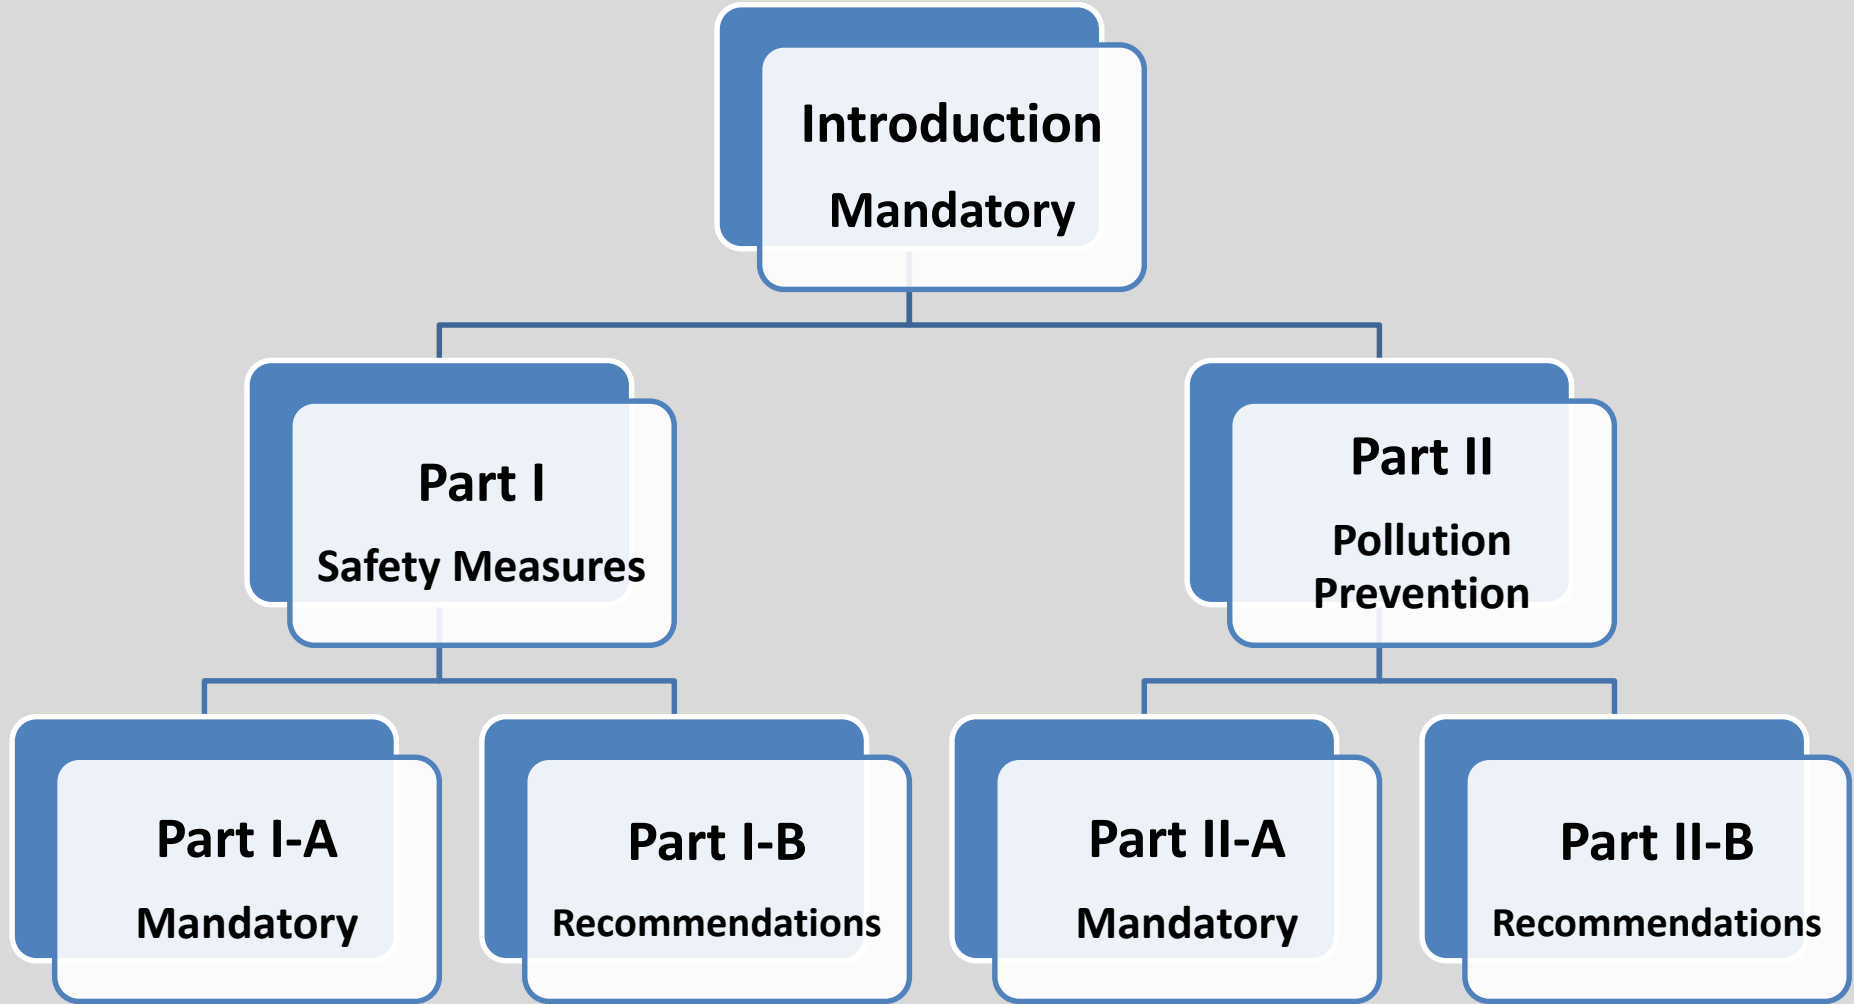 Introduction
Mandatory
Part I
Safety Measures
Part II
Pollution
Prevention
Part I-A
Mandatory
Part I-B
Recommendations
Part II-A
Mandatory
Part II-B
Recommendations